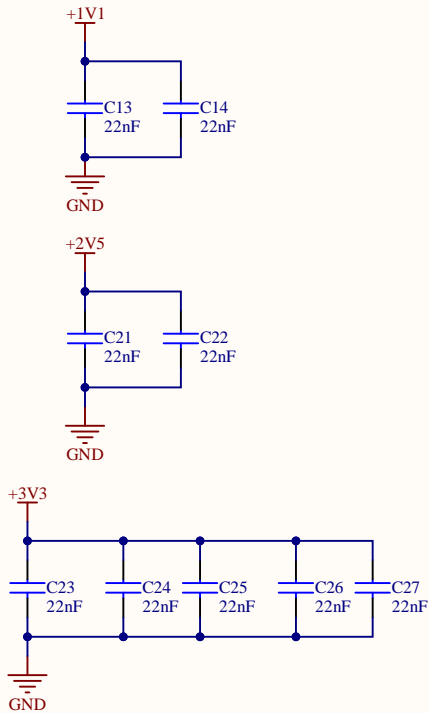 +1V1
C13 C14
22nF 22nF
GND
+2V5
C21 C22
22nF 22nF
GND
+3V3
C23 C24 C25 C26 C27
22nF 22nF 22nF 22nF 22nF
GND